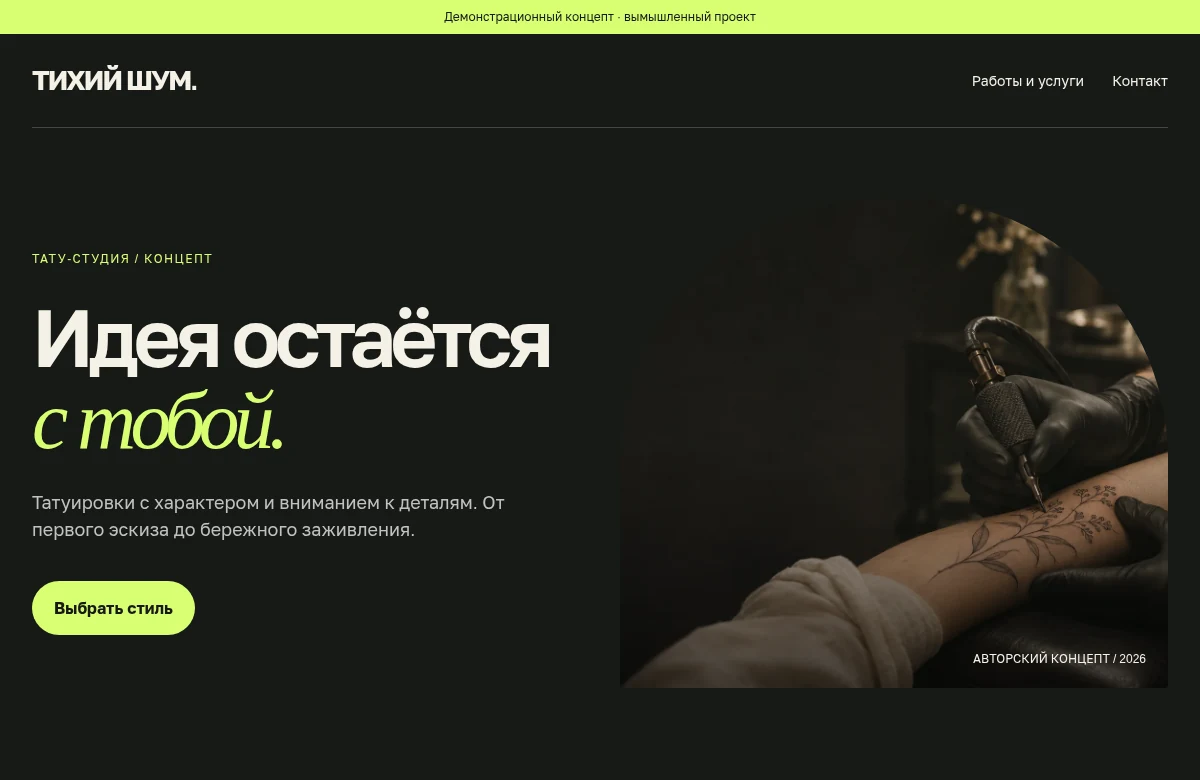 Демонстрационный концепт · вымышленный проект
ТИХИЙ ШУМ.
Работы и услуги
Контакт
ТАТУ-СТУДИЯ / КОНЦЕПТ
Идея остаётся
с тобой.
Татуировки с характером и вниманием к деталям. От
первого эскиза до бережного заживления.
Выбрать стиль
АВТОРСКИЙ КОНЦЕПТ / 2026